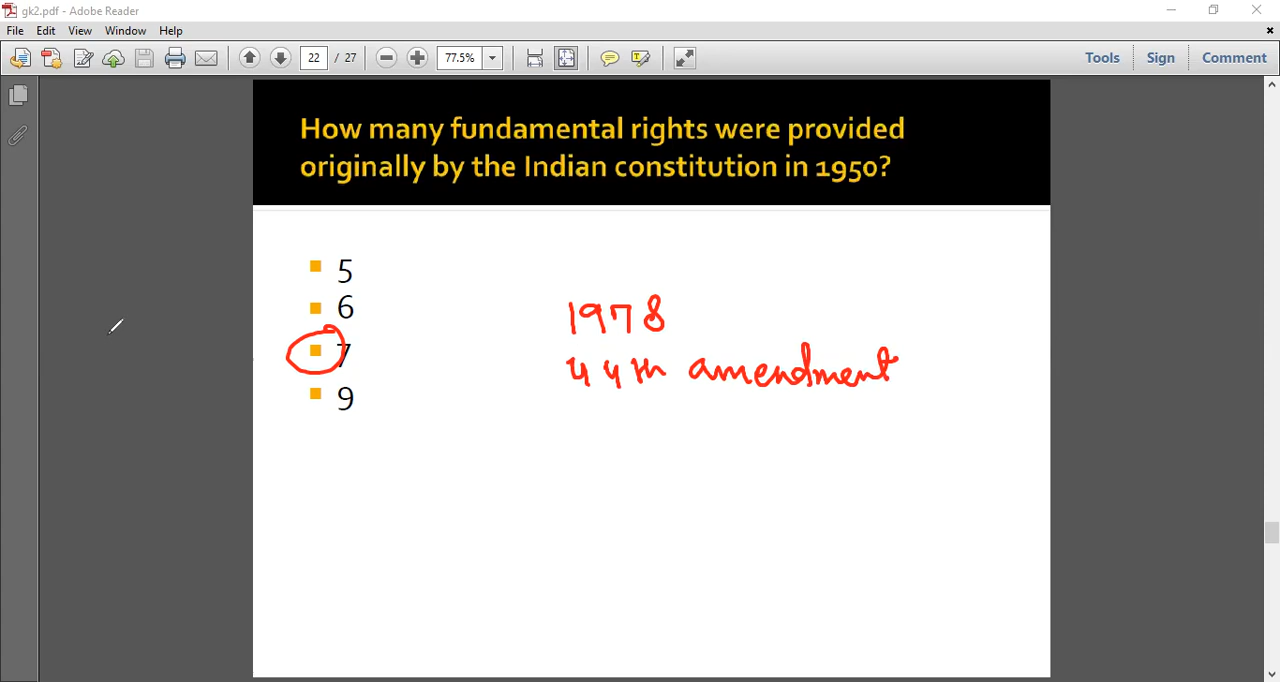 gk2.pdf - Adobe Reader
File Edit View Window Help
22 / 27 77.5% Tools Sign Comment
How many fundamental rights were provided
originally by the Indian constitution in 1950?
5
6
7
9
1978
44th amendment